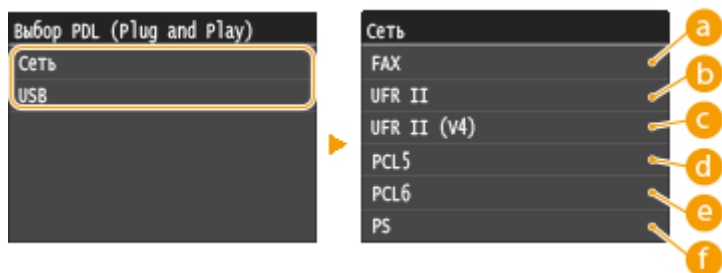 Выбор PDL (Plug and Play)
Сеть
USB
Сеть
FAX
UFR II
UFR II (V4)
PCL5
PCL6
PS
a
b
c
d
e
f